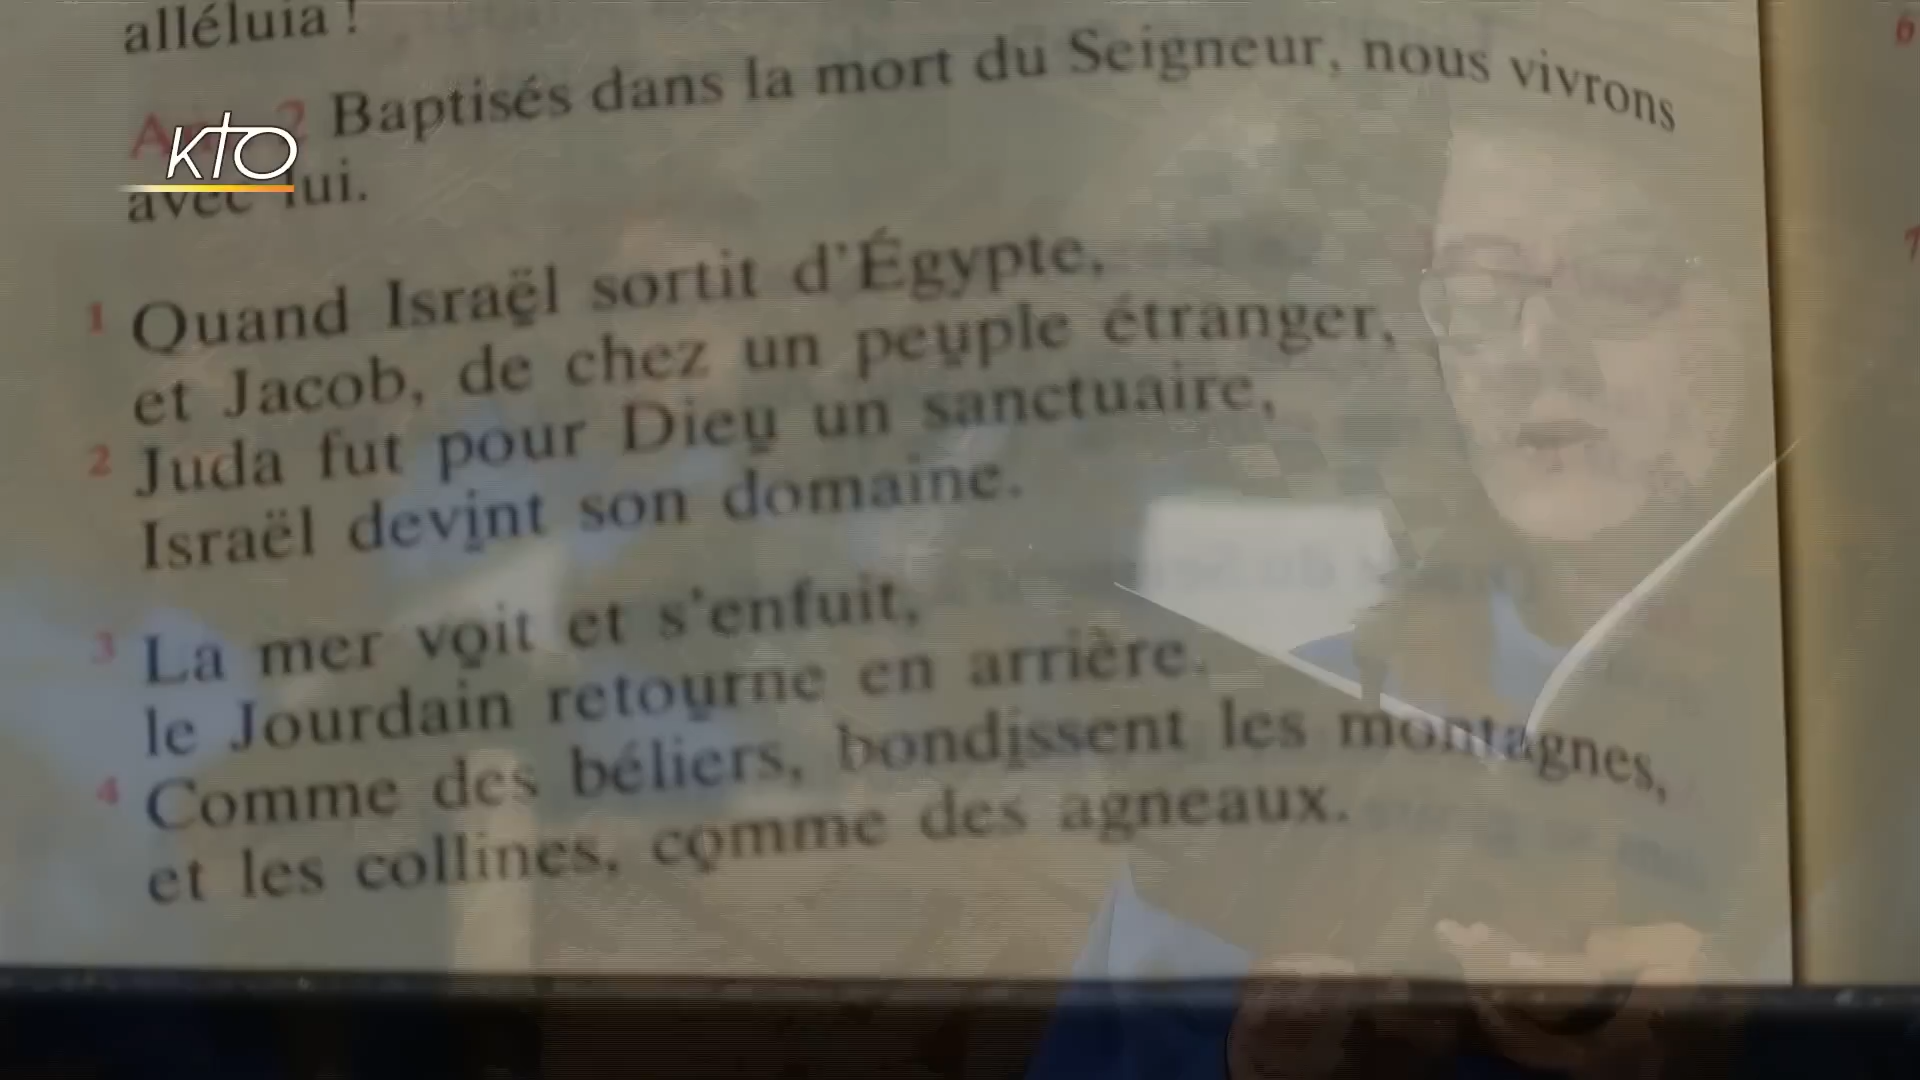 alléluia !
KTO
2 Baptisés dans la mort du Seigneur, nous vivrons
avec lui.
1 Quand Israël sortit d'Égypte,
et Jacob, de chez un peuple étranger,
2 Juda fut pour Dieu un sanctuaire,
Israël devint son domaine.
3 La mer voit et s'enfuit,
le Jourdain retourne en arrière.
4 Comme des béliers, bondissent les montagnes,
et les collines, comme des agneaux.
6
7